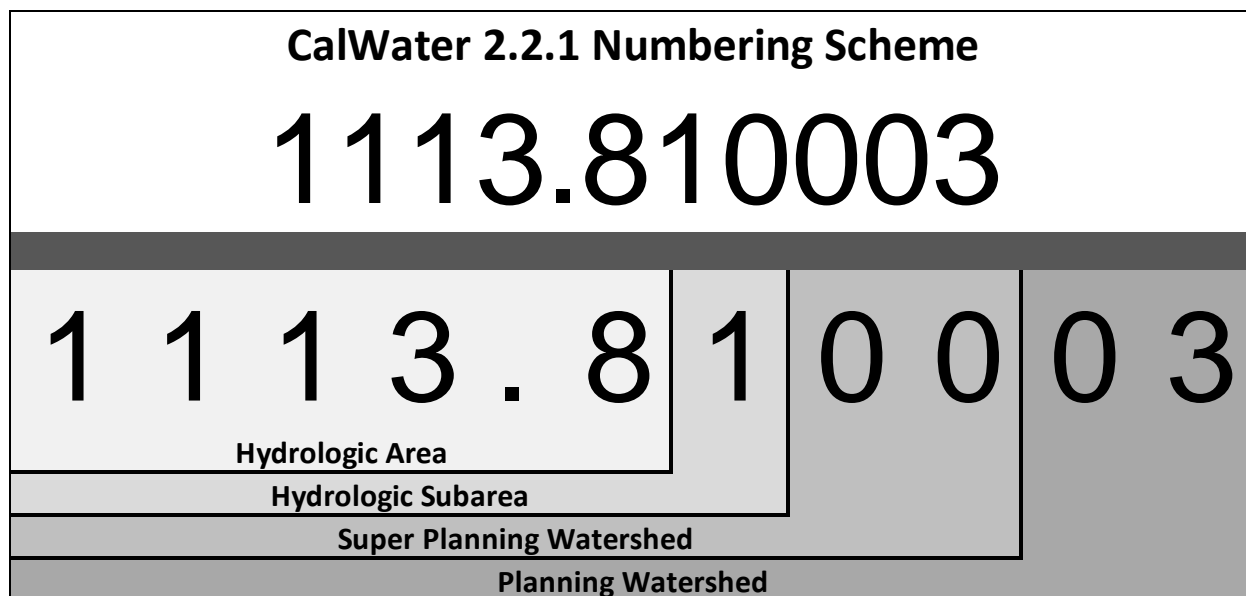 CalWater 2.2.1 Numbering Scheme
1113.810003
1 1 1 3 . 8 1 0 0 0 3
Hydrologic Area
Hydrologic Subarea
Super Planning Watershed
Planning Watershed